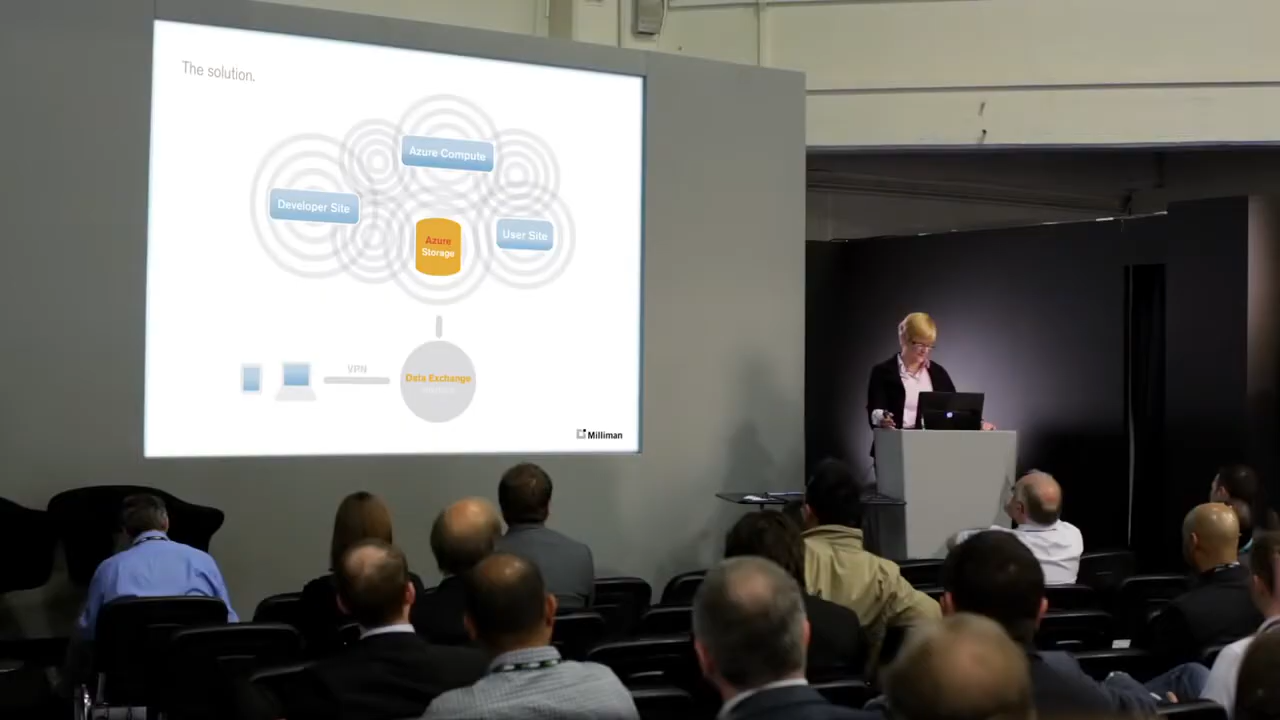 The solution.
Azure Compute
Developer Site
User Site
Azure
Storage
VPN
Data Exchange
Milliman